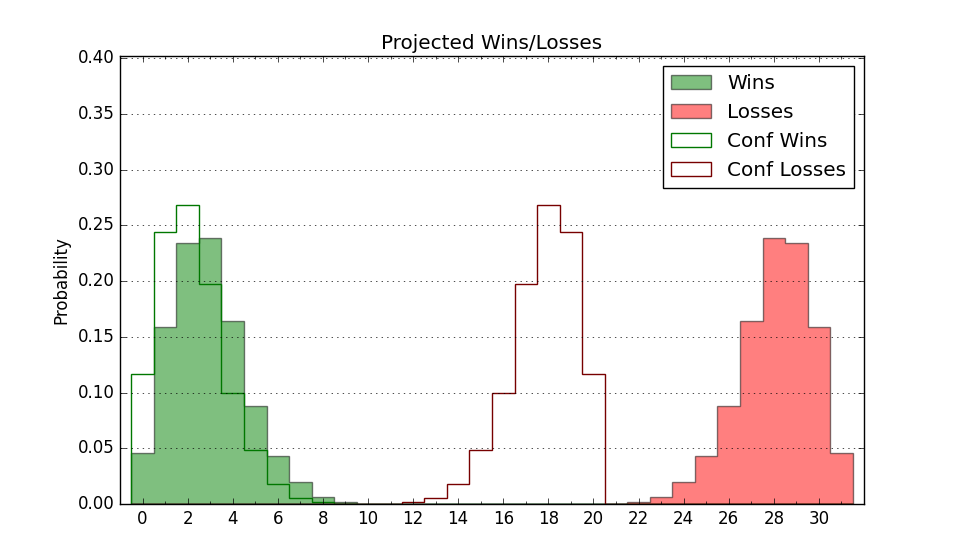 Projected Wins/Losses
0.40
0.35
0.30
0.25
0.20
0.15
0.10
0.05
0.00
Probability
Wins
Losses
Conf Wins
Conf Losses
0 2 4 6 8 10 12 14 16 18 20 22 24 26 28 30